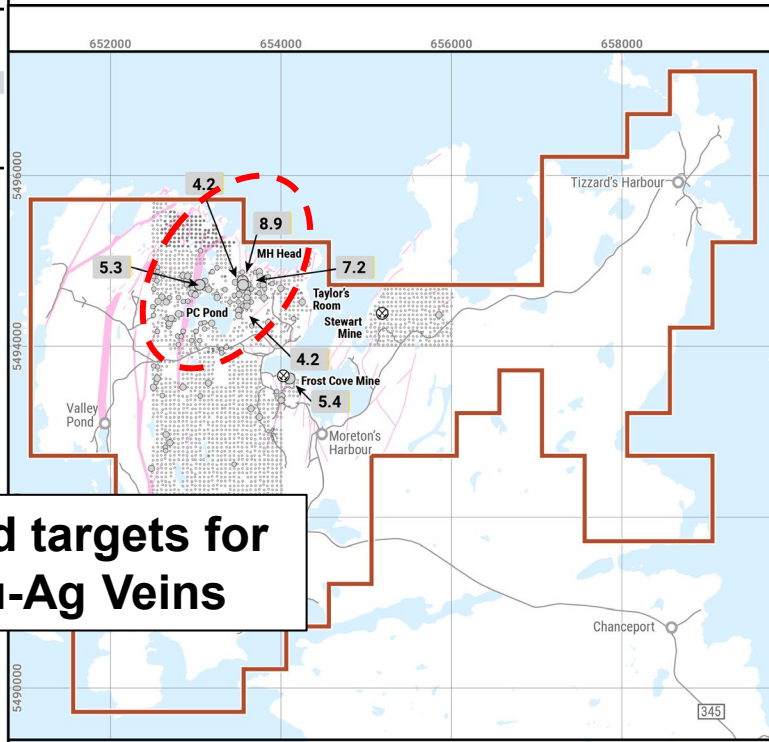 652000
654000
656000
658000
5496000
5494000
5490000
4.2
8.9
5.3
7.2
MH Head
PC Pond
Taylor's
Room
Stewart
Mine
4.2
Frost Cove Mine
5.4
Tizzard's Harbour
Valley
Pond
Moreton's
Harbour
d targets for
-Ag Veins
Chanceport
345